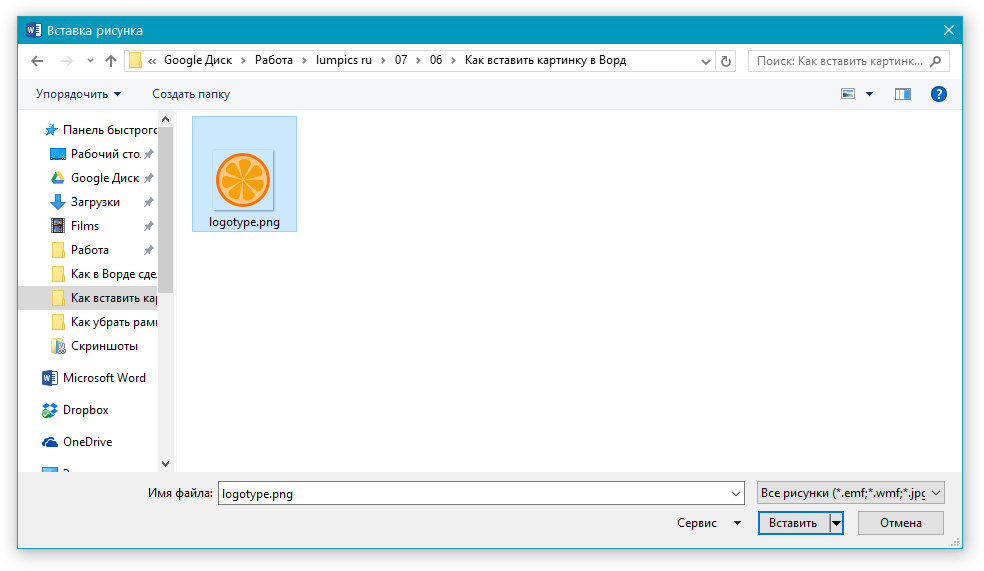 Вставка рисунка
« Google Диск > Работа > lumpics ru > 07 > 06 > Как вставить картинку в Ворд
Поиск: Как вставить картинк...
Упорядочить
Создать папку
?
Панель быстрого
Рабочий сто.
Google Диск
Загрузки
Films
Работа
Как в Ворде сде
Как вставить кар
Как убрать рам
Скриншоты
Microsoft Word
Dropbox
OneDrive
logotype.png
Имя файла: logotype.png
Все рисунки (*.emf;*.wmf;*.jpg
Сервис
Вставить
Отмена